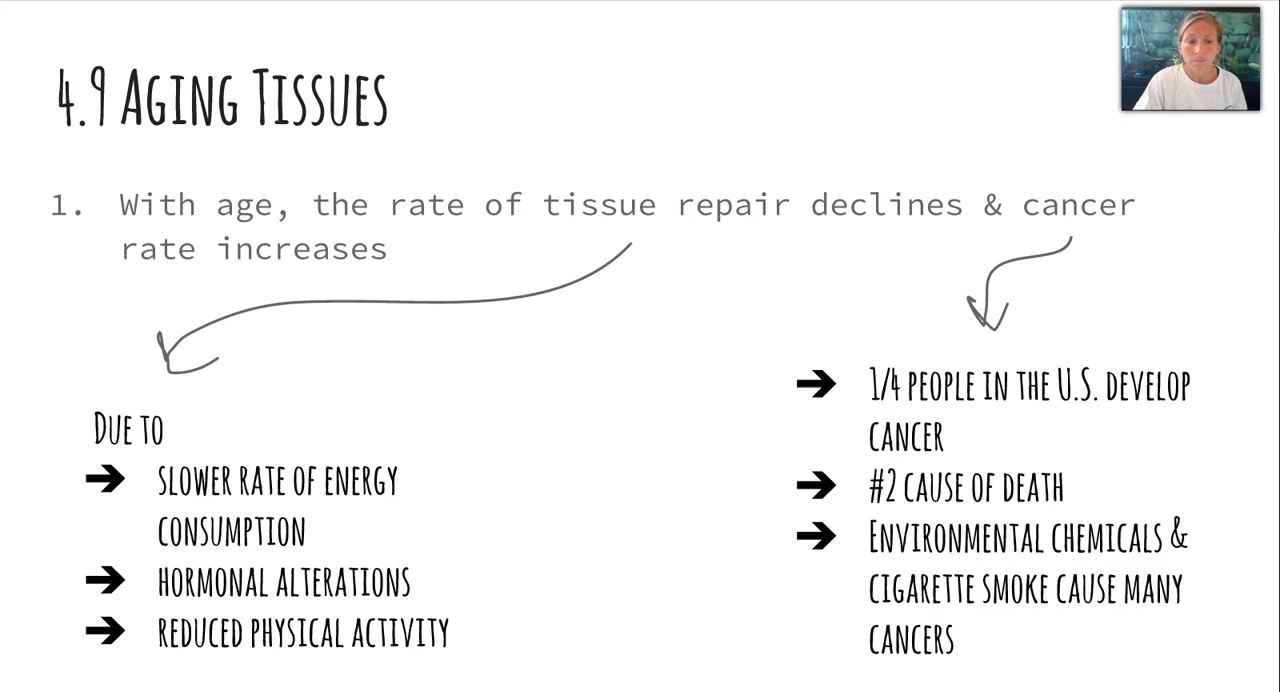 4.9 Aging Tissues
1. With age, the rate of tissue repair declines & cancer
rate increases
Due to
➔ slower rate of energy
consumption
➔ hormonal alterations
➔ reduced physical activity
➔ 1/4 people in the U.S. develop
cancer
➔ #2 cause of death
➔ Environmental chemicals &
cigarette smoke cause many
cancers